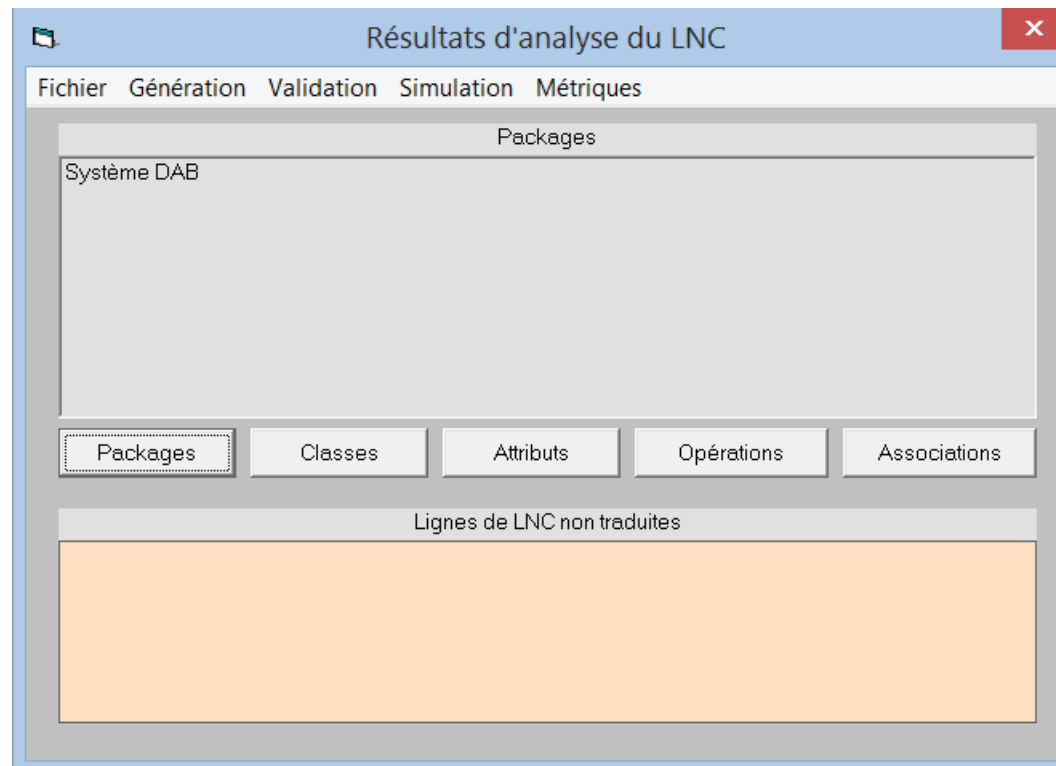 Résultats d'analyse du LNC
Fichier Génération Validation Simulation Métriques
Packages
Système DAB
Packages Classes Attributs Opérations Associations
Lignes de LNC non traduites